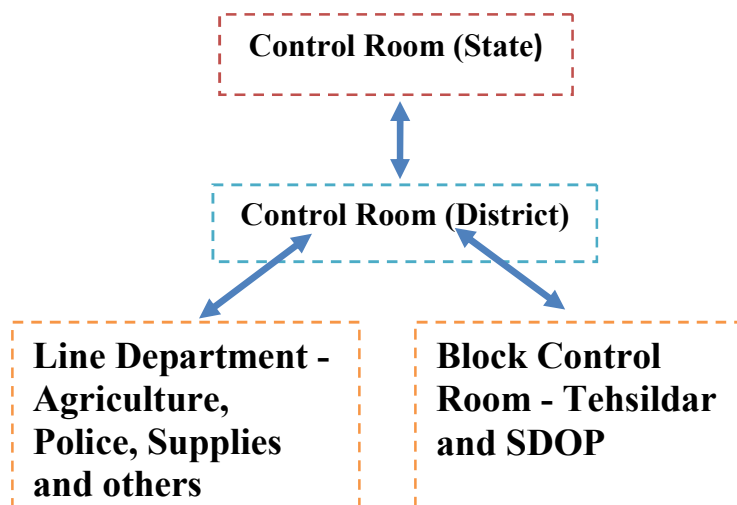 Control Room (State)
Control Room (District)
Line Department -
Agriculture,
Police, Supplies
and others
Block Control
Room - Tehsildar
and SDOP